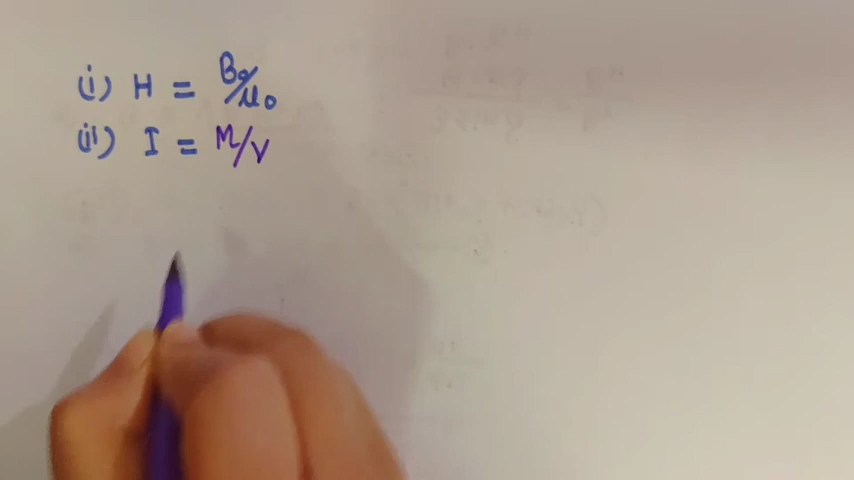 (i) H = B₀/μ₀
(ii) I = M/V